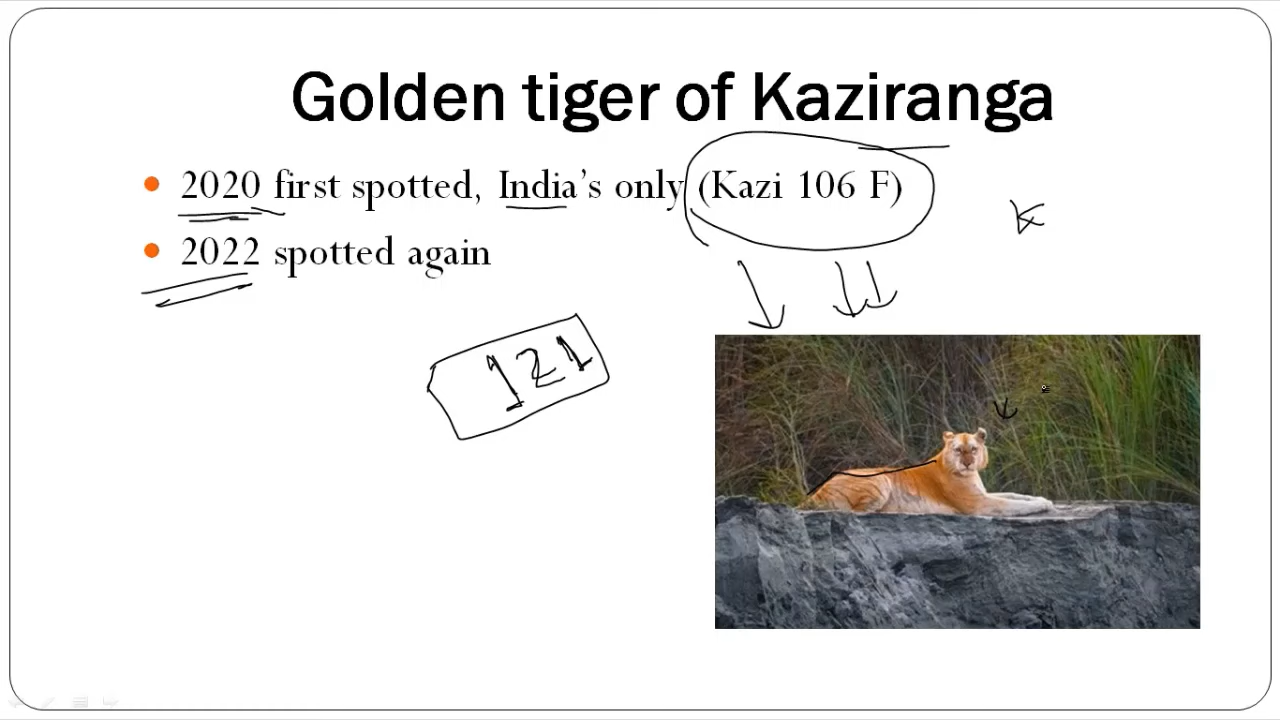 Golden tiger of Kaziranga
2020 first spotted, India's only (Kazi 106 F)
2022 spotted again
121